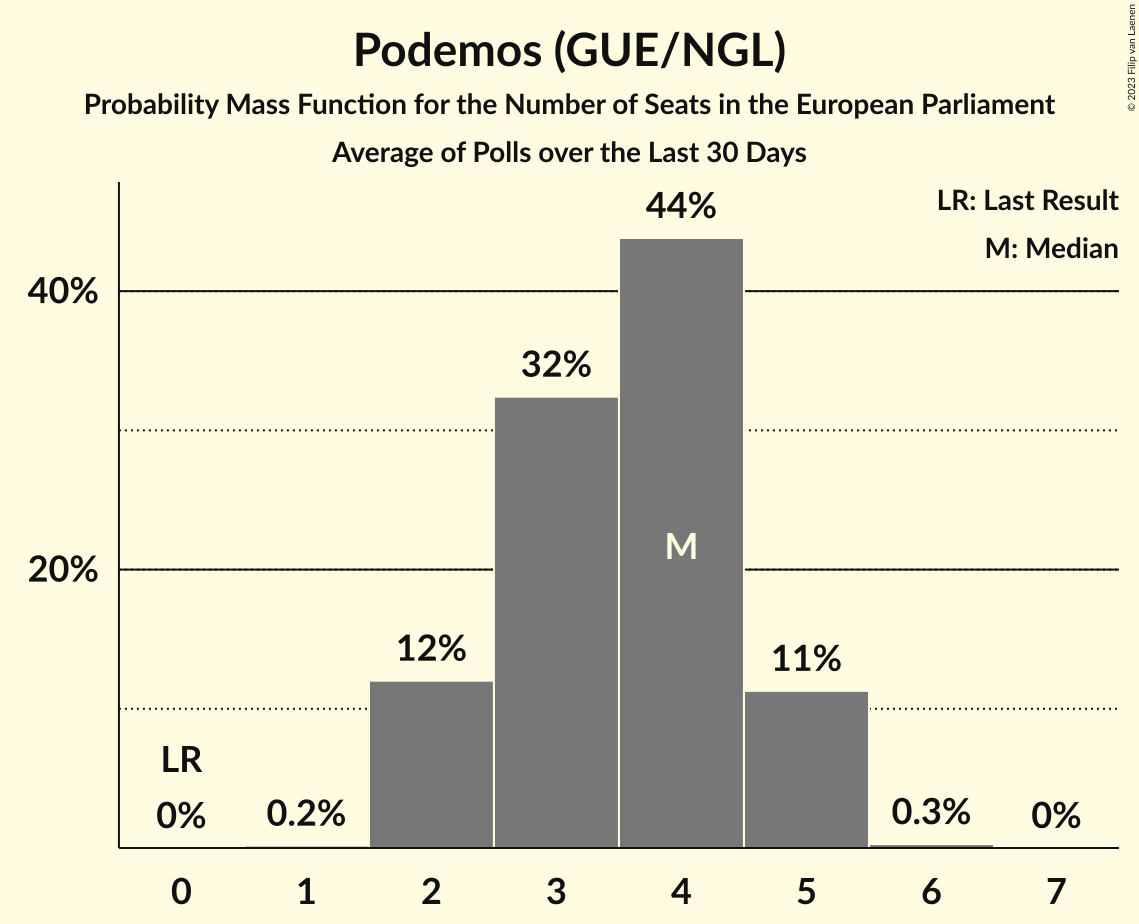 Podemos (GUE/NGL)
Probability Mass Function for the Number of Seats in the European Parliament
Average of Polls over the Last 30 Days
© 2023 Filip van Laenen
LR: Last Result
M: Median
40%
20%
LR
0%
0.2%
12%
32%
44%
M
11%
0.3%
0%
0 1 2 3 4 5 6 7